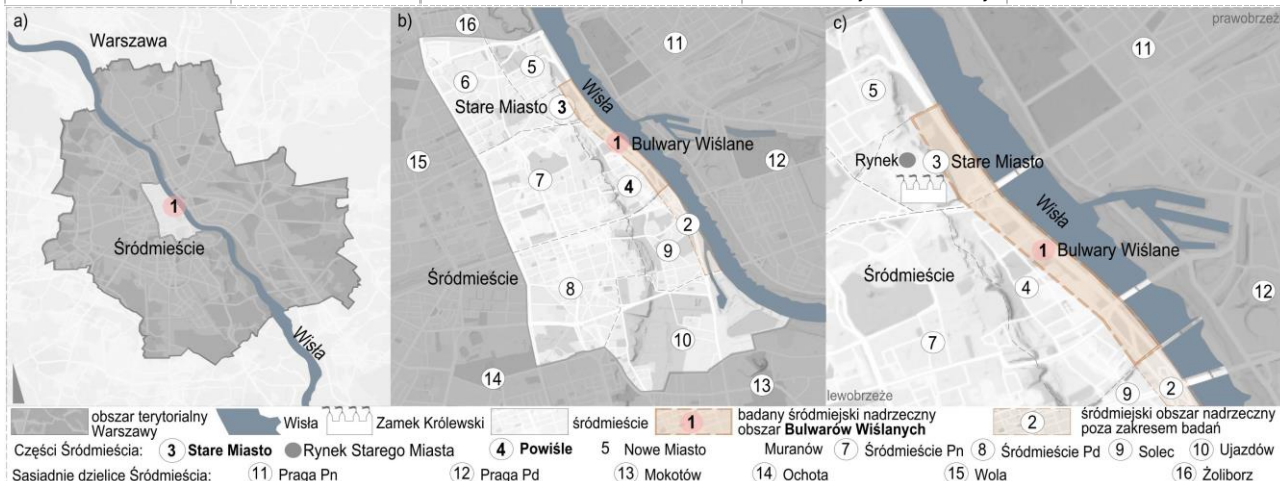 a)
Warszawa
1
Śródmieście
Wisła
b)
16
11
5
6
Wisła
Stare Miasto 3
1 Bulwary Wiślane
15
12
7
4
2
9
Śródmieście
8
10
14
13
c)
prawobrzeż
11
5
Rynek
3 Stare Miasto
Wisła
1 Bulwary Wiślane
Śródmieście
4
12
7
lewobrzeże
9
2
obszar terytorialny Wisła Zamek Królewski śródmieście 1 badany śródmiejski nadrzeczny 2 śródmiejski obszar nadrzeczny
Warszawy obszar Bulwarów Wiślanych poza zakresem badań
Części Śródmieścia: 3 Stare Miasto Rynek Starego Miasta 4 Powiśle 5 Nowe Miasto Muranów 7 Śródmieście Pn 8 Śródmieście Pd 9 Solec 10 Ujazdów
Sąsiadnie dzielice Śródmieścia: 11 Praga Pn 12 Praga Pd 13 Mokotów 14 Ochota 15 Wola 16 Żoliborz